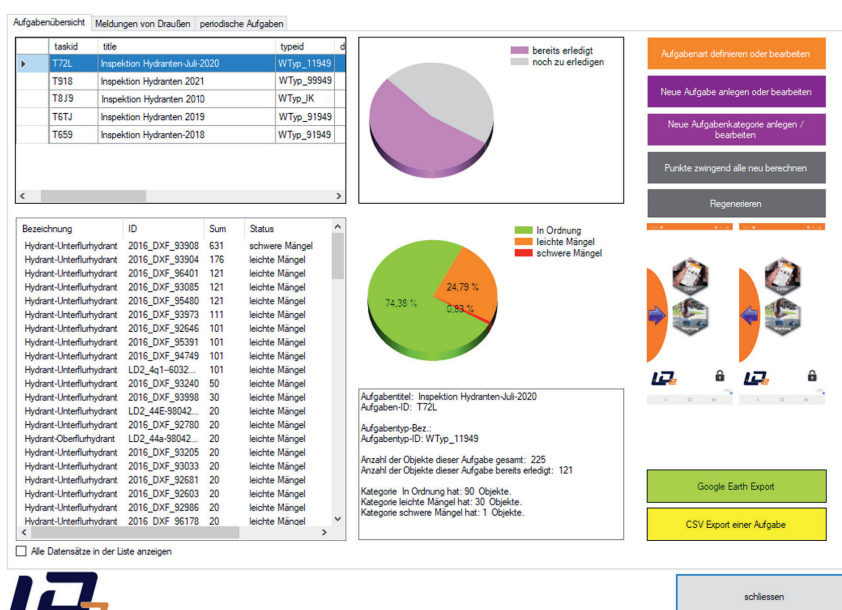 Aufgabenübersicht Meldungen von Draußen periodische Aufgaben
taskid title typeid d
T72L Inspektion Hydranten-Juli-2020 WTyp_11949
T918 Inspektion Hydranten 2021 WTyp_99949
T8J9 Inspektion Hydranten 2010 WTyp_IK
T6TJ Inspektion Hydranten 2019 WTyp_91949
T659 Inspektion Hydranten-2018 WTyp_91949
bereits erledigt
noch zu erledigen
Aufgabenart definieren oder bearbeiten
Neue Aufgabe anlegen oder bearbeiten
Neue Aufgabenkategorie anlegen /
bearbeiten
Punkte zwingend alle neu berechnen
Regenerieren
Bezeichnung ID Sum Status
Hydrant-Unterflurhydrant 2016_DXF_93908 631 schwere Mängel
Hydrant-Unterflurhydrant 2016_DXF_93904 176 leichte Mängel
Hydrant-Unterflurhydrant 2016_DXF_96401 121 leichte Mängel
Hydrant-Unterflurhydrant 2016_DXF_93085 121 leichte Mängel
Hydrant-Unterflurhydrant 2016_DXF_95480 121 leichte Mängel
Hydrant-Unterflurhydrant 2016_DXF_93973 111 leichte Mängel
Hydrant-Unterflurhydrant 2016_DXF_92646 101 leichte Mängel
Hydrant-Unterflurhydrant 2016_DXF_95391 101 leichte Mängel
Hydrant-Unterflurhydrant 2016_DXF_94749 101 leichte Mängel
Hydrant-Unterflurhydrant LD2_4q1--6032... 101 leichte Mängel
Hydrant-Unterflurhydrant 2016_DXF_93240 50 leichte Mängel
Hydrant-Unterflurhydrant 2016_DXF_93998 30 leichte Mängel
Hydrant-Unterflurhydrant LD2_44E-98042... 20 leichte Mängel
Hydrant-Unterflurhydrant 2016_DXF_92780 20 leichte Mängel
Hydrant-Oberflurhydrant LD2_44a-98042... 20 leichte Mängel
Hydrant-Unterflurhydrant 2016_DXF_93205 20 leichte Mängel
Hydrant-Unterflurhydrant 2016_DXF_93033 20 leichte Mängel
Hydrant-Unterflurhydrant 2016_DXF_92681 20 leichte Mängel
Hydrant-Unterflurhydrant 2016_DXF_92603 20 leichte Mängel
Hydrant-Unterflurhydrant 2016_DXF_92986 20 leichte Mängel
Hydrant-Unterflurhydrant 2016_DXF_96178 20 leichte Mängel
In Ordnung
leichte Mängel
schwere Mängel
24,79 %
74,38 %
0,83 %
Aufgabentitel: Inspektion Hydranten-Juli-2020
Aufgaben-ID: T72L
Aufgabentyp-Bez.:
Aufgabentyp-ID: WTyp_11949
Anzahl der Objekte dieser Aufgabe gesamt: 225
Anzahl der Objekte dieser Aufgabe bereits erledigt: 121
Kategorie In Ordnung hat: 90 Objekte.
Kategorie leichte Mängel hat: 30 Objekte.
Kategorie schwere Mängel hat: 1 Objekte.
Google Earth Export
CSV Export einer Aufgabe
Alle Datensätze in der Liste anzeigen
schliessen